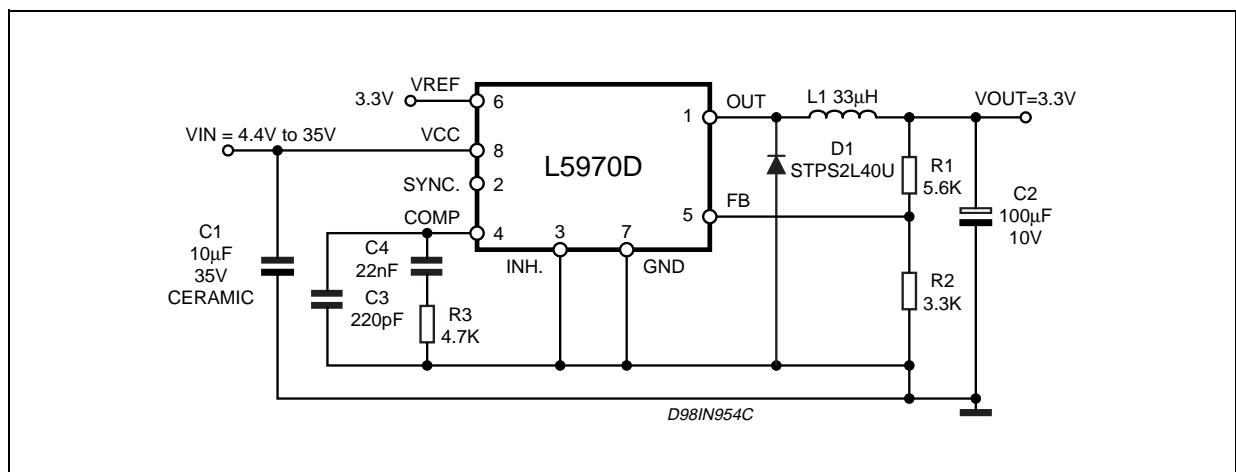 VREF
3.3V
6
VIN = 4.4V to 35V
VCC
8
SYNC.
2
COMP
4
L5970D
3
INH.
7
GND
1
OUT
5
FB
L1 33μH
VOUT=3.3V
D1
STPS2L40U
R1
5.6K
R2
3.3K
C2
100μF
10V
C1
10μF
35V
CERAMIC
C4
22nF
C3
220pF
R3
4.7K
D98IN954C